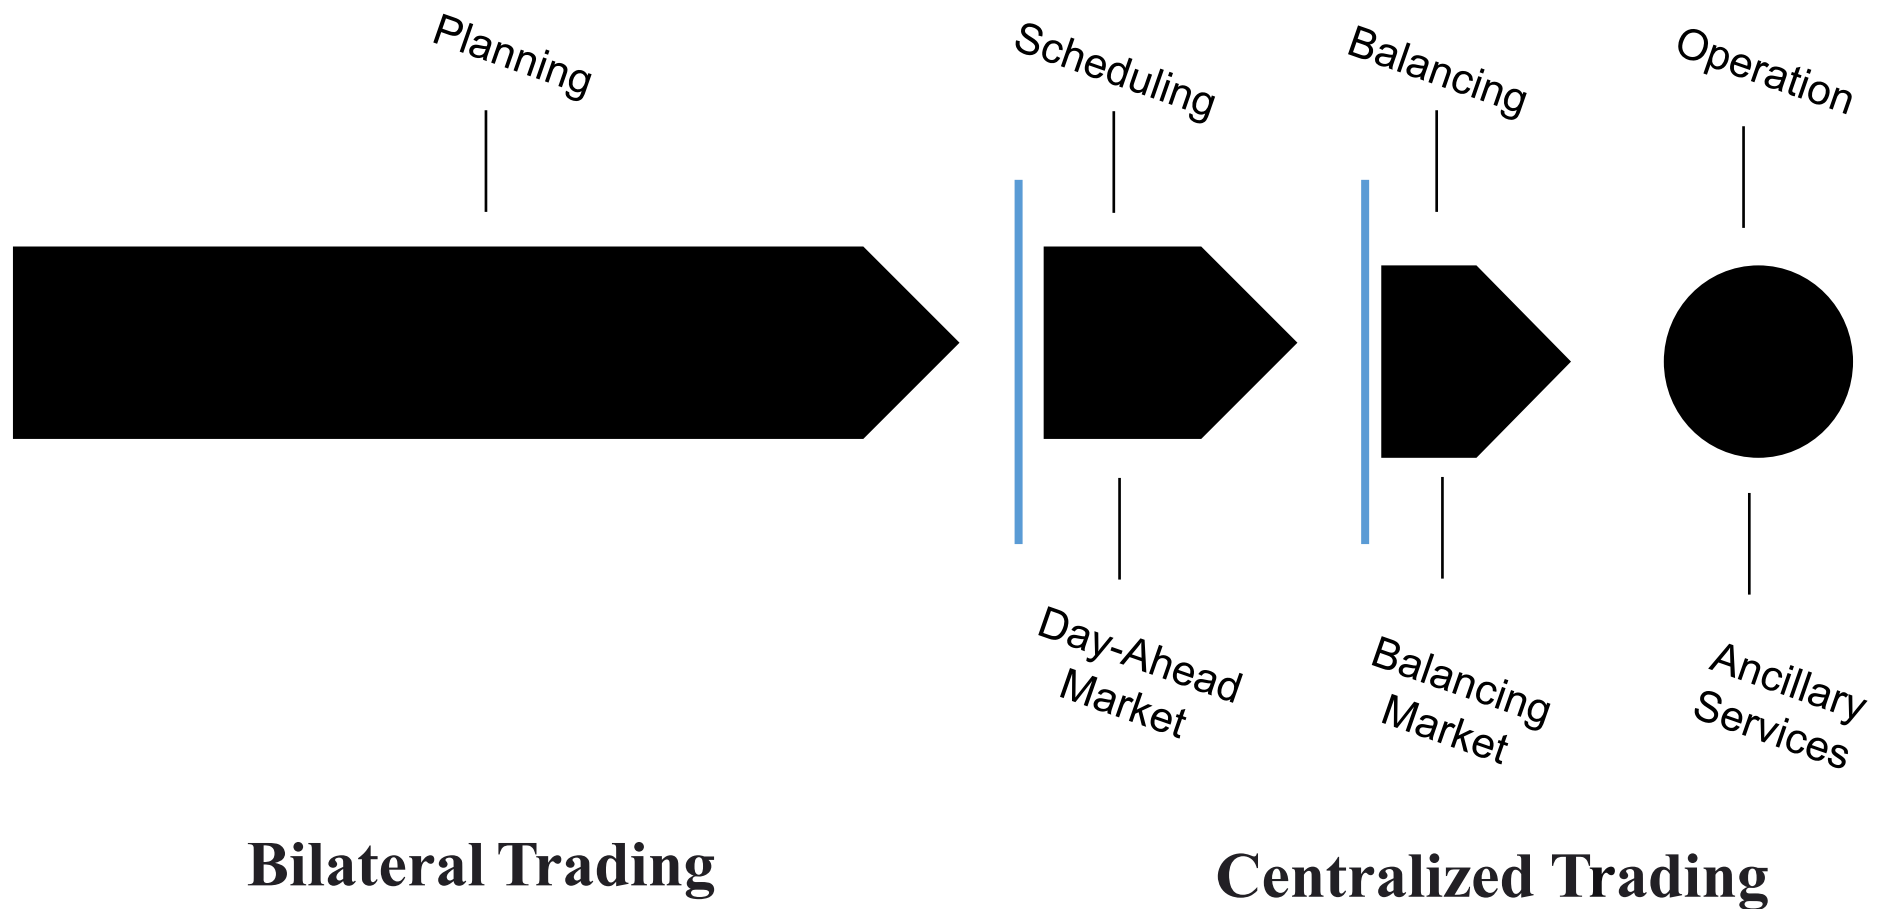 Planning
Scheduling
Balancing
Operation
Day-Ahead
Market
Balancing
Market
Ancillary
Services
Bilateral Trading
Centralized Trading